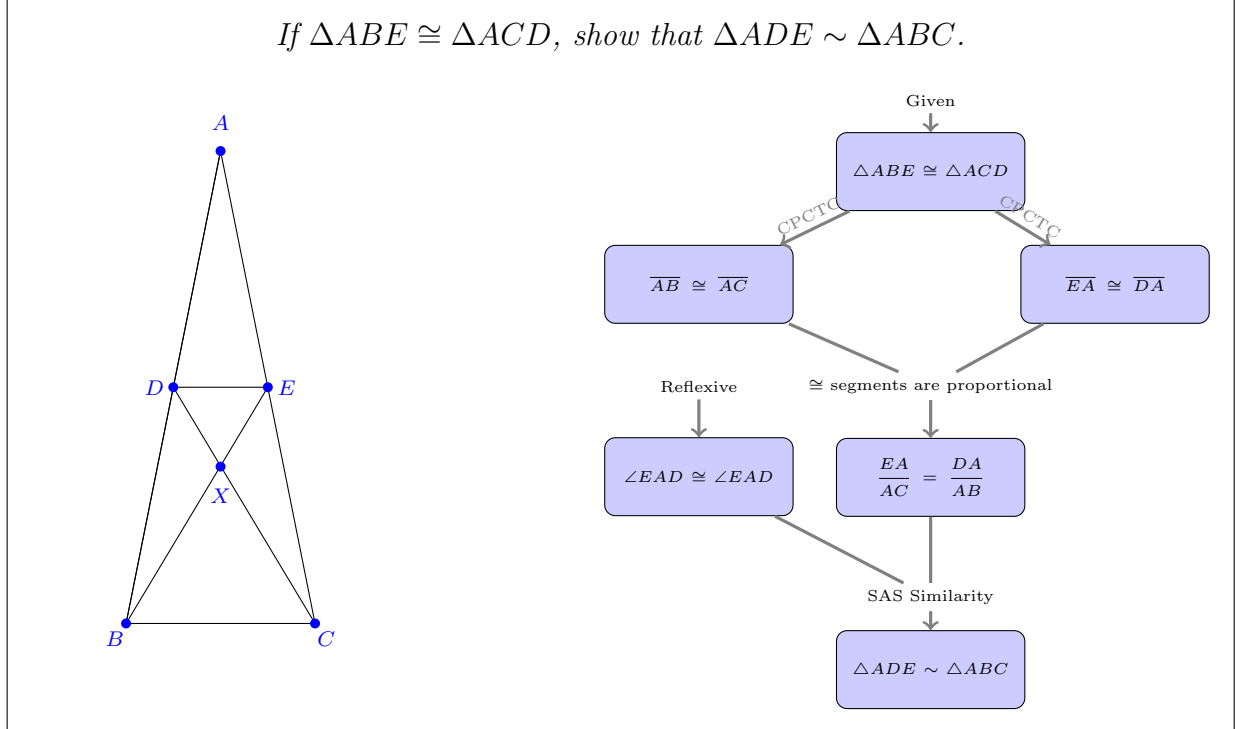 If ΔABE ≅ ΔACD, show that ΔADE ∼ ΔABC.
A
D
E
X
B
C
Given
△ABE ≅ △ACD
CPCTC
CPCTC
AB ≅ AC
EA ≅ DA
Reflexive
≅ segments are proportional
∠EAD ≅ ∠EAD
EA/AC = DA/AB
SAS Similarity
△ADE ∼ △ABC